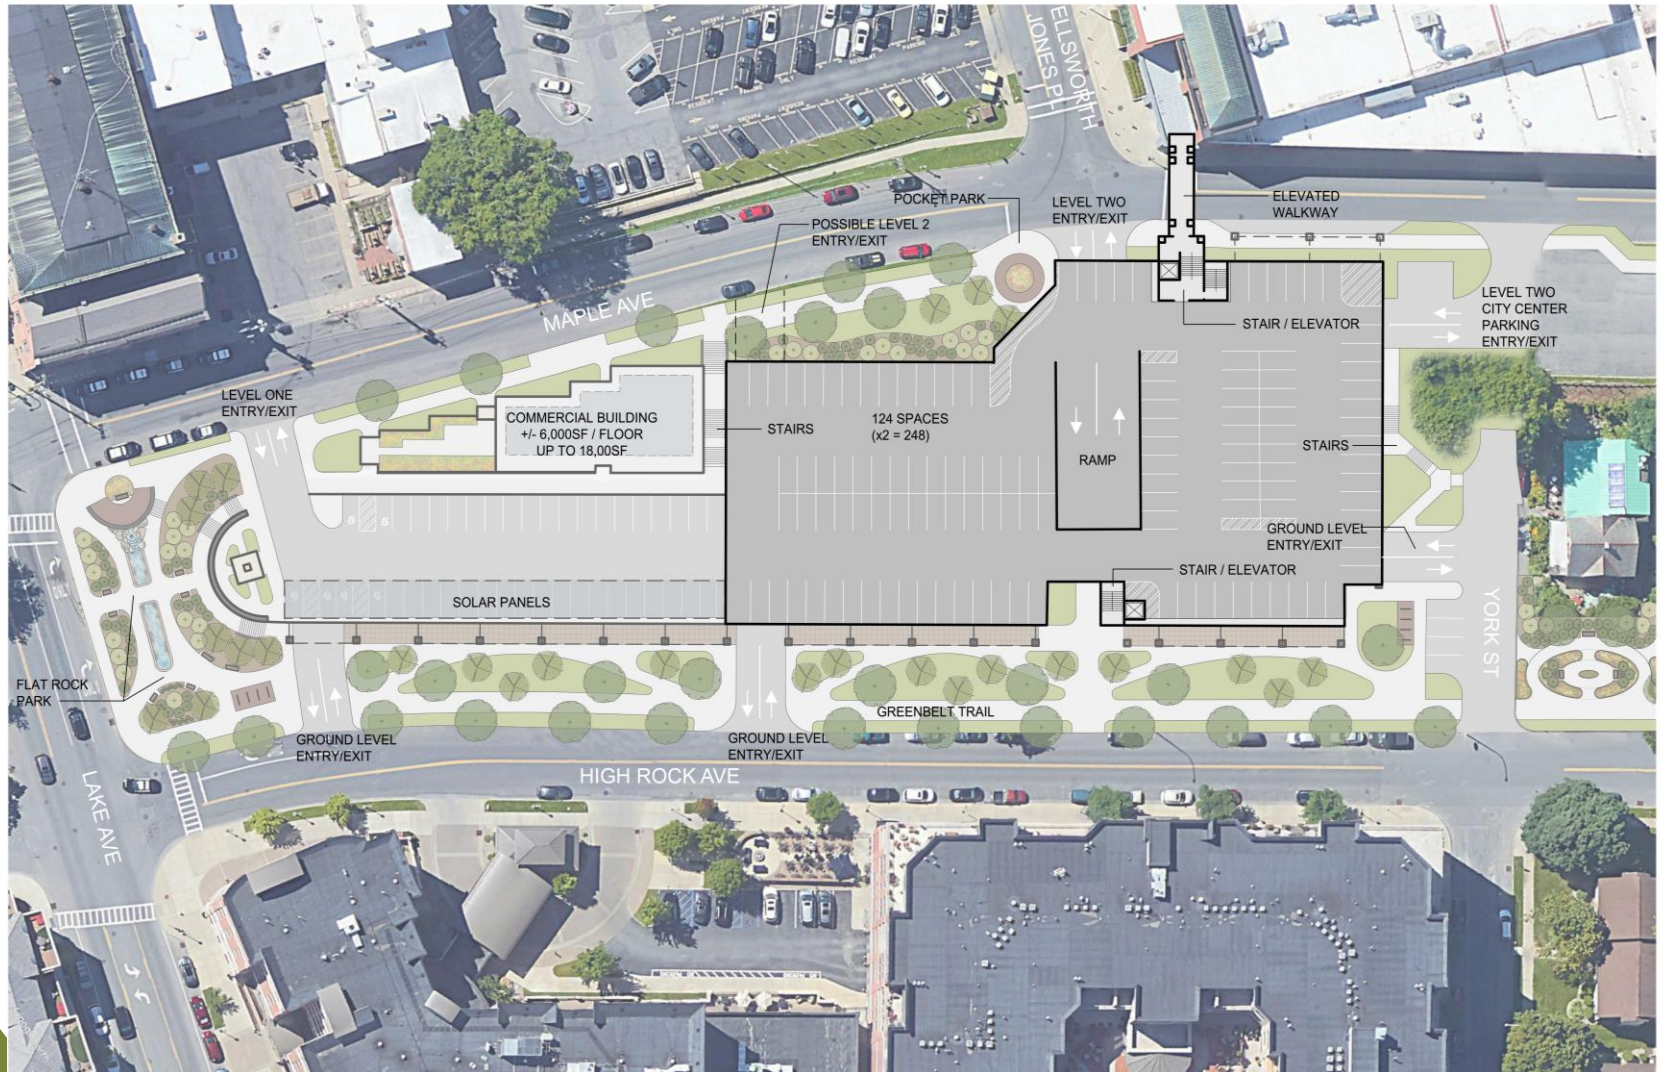 ELLSWORTH
JONES PL
POCKET PARK
LEVEL TWO
ENTRY/EXIT
ELEVATED
WALKWAY
POSSIBLE LEVEL 2
ENTRY/EXIT
MAPLE AVE
LEVEL TWO
CITY CENTER
PARKING
ENTRY/EXIT
STAIR / ELEVATOR
LEVEL ONE
ENTRY/EXIT
COMMERCIAL BUILDING
+/- 6,000SF / FLOOR
UP TO 18,00SF
STAIRS
124 SPACES
(x2 = 248)
RAMP
STAIRS
GROUND LEVEL
ENTRY/EXIT
STAIR / ELEVATOR
SOLAR PANELS
YORK ST
FLAT ROCK
PARK
GREENBELT TRAIL
GROUND LEVEL
ENTRY/EXIT
GROUND LEVEL
ENTRY/EXIT
HIGH ROCK AVE
LAKE AVE